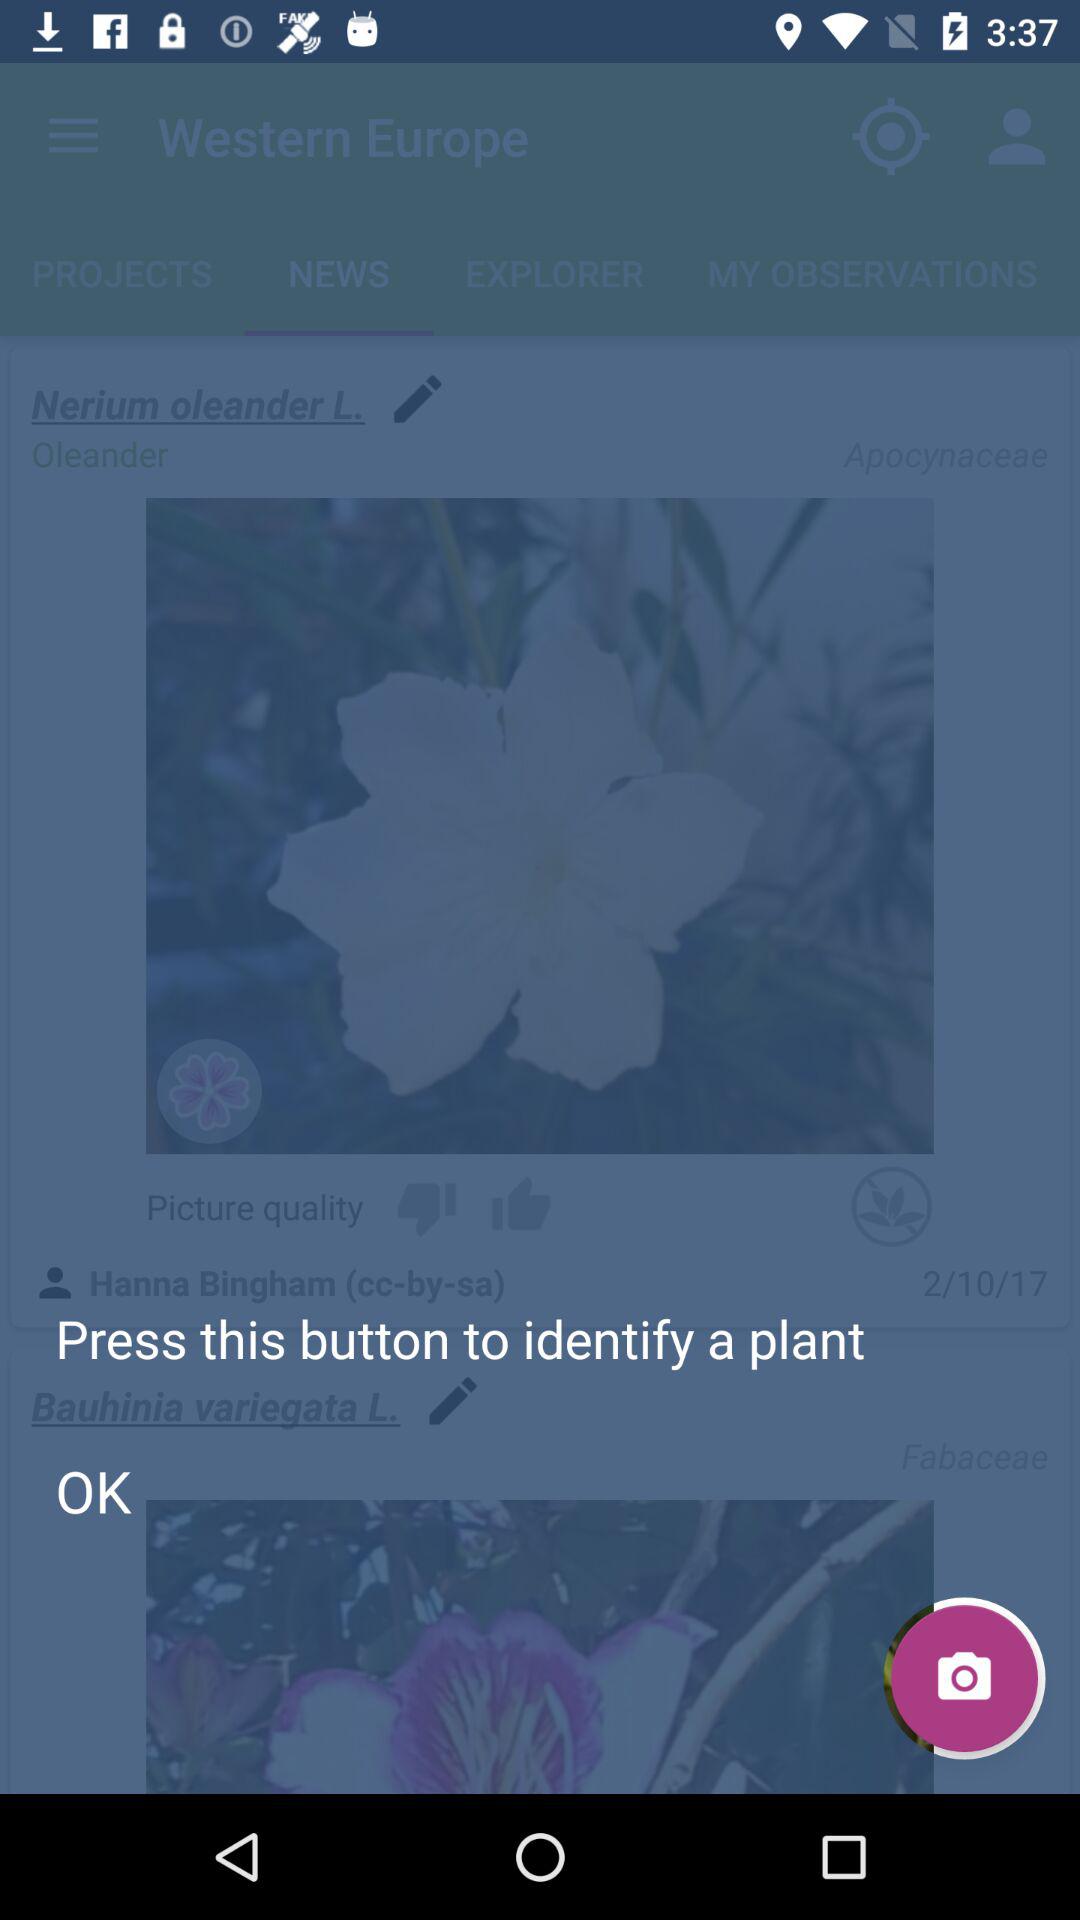 FAKE
3:37
Western Europe
PROJECTS NEWS EXPLORER MY OBSERVATIONS
Nerium oleander L.
Oleander Apocynaceae
Picture quality
Hanna Bingham (cc-by-sa) 2/10/17
Press this button to identify a plant
Bauhinia variegata L.
Fabaceae
OK